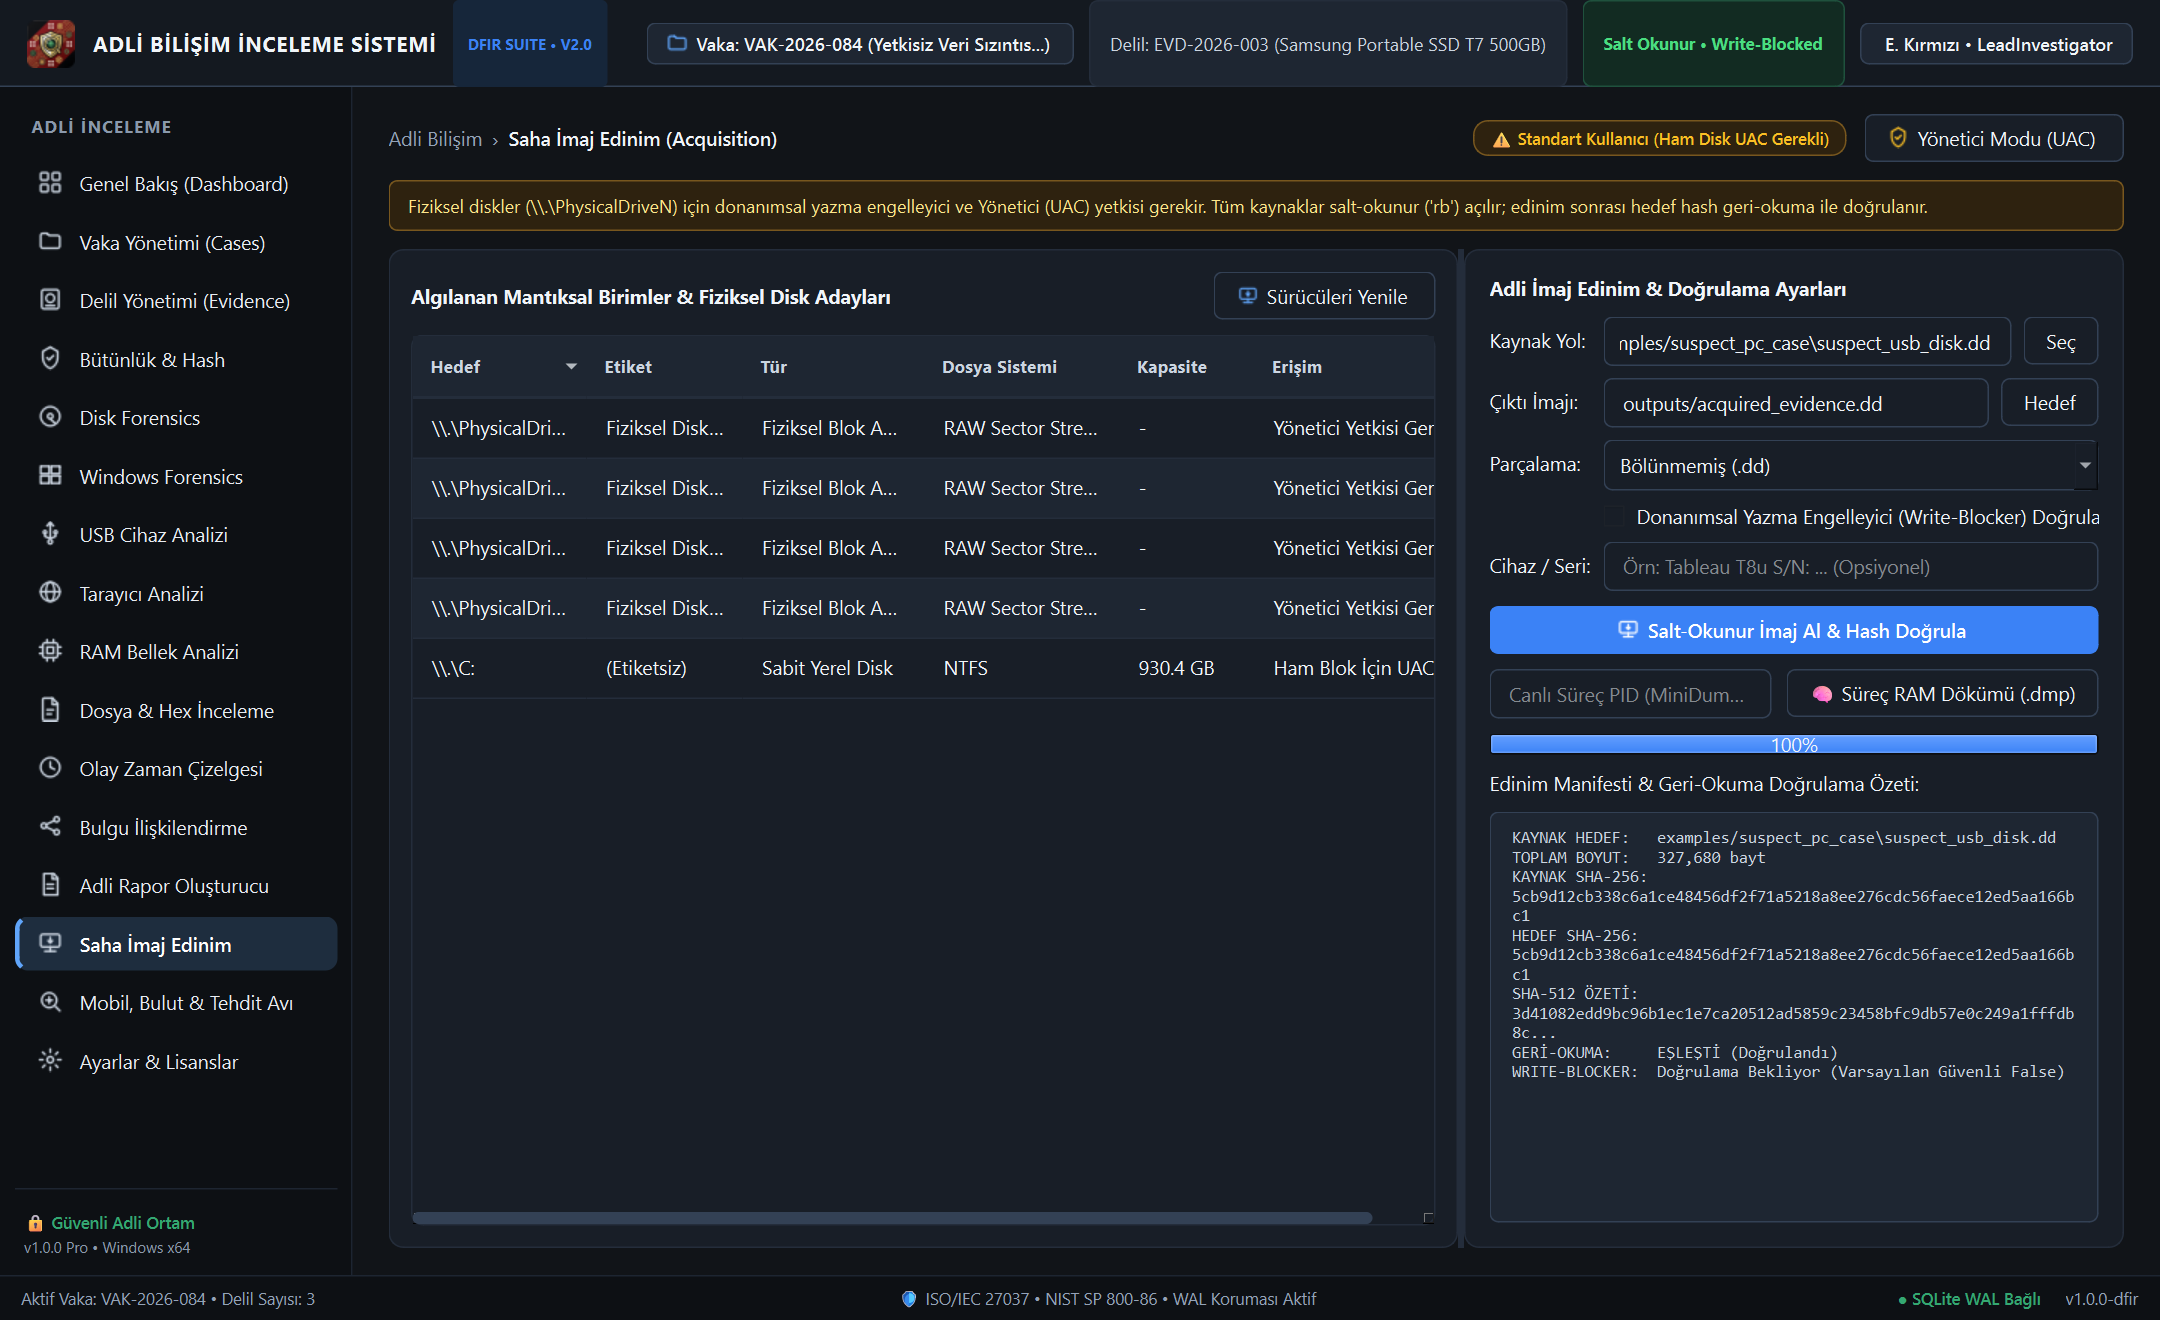 ADLİ BİLİŞİM İNCELEME SİSTEMİ
DFIR SUITE • V2.0
Vaka: VAK-2026-084 (Yetkisiz Veri Sızıntıs...)
Delil: EVD-2026-003 (Samsung Portable SSD T7 500GB)
Salt Okunur • Write-Blocked
E. Kırmızı • LeadInvestigator
ADLİ İNCELEME
Genel Bakış (Dashboard)
Vaka Yönetimi (Cases)
Delil Yönetimi (Evidence)
Bütünlük & Hash
Disk Forensics
Windows Forensics
USB Cihaz Analizi
Tarayıcı Analizi
RAM Bellek Analizi
Dosya & Hex İnceleme
Olay Zaman Çizelgesi
Bulgu İlişkilendirme
Adli Rapor Oluşturucu
Saha İmaj Edinim
Mobil, Bulut & Tehdit Avı
Ayarlar & Lisanslar
Güvenli Adli Ortam
v1.0.0 Pro • Windows x64
Adli Bilişim › Saha İmaj Edinim (Acquisition)
Standart Kullanıcı (Ham Disk UAC Gerekli)
Yönetici Modu (UAC)
Fiziksel diskler (\\.\PhysicalDriveN) için donanımsal yazma engelleyici ve Yönetici (UAC) yetkisi gerekir. Tüm kaynaklar salt-okunur ('rb') açılır; edinim sonrası hedef hash geri-okuma ile doğrulanır.
Algılanan Mantıksal Birimler & Fiziksel Disk Adayları
Sürücüleri Yenile
Hedef Etiket Tür Dosya Sistemi Kapasite Erişim
\\.\PhysicalDri... Fiziksel Disk... Fiziksel Blok A... RAW Sector Stre... - Yönetici Yetkisi Ger
\\.\PhysicalDri... Fiziksel Disk... Fiziksel Blok A... RAW Sector Stre... - Yönetici Yetkisi Ger
\\.\PhysicalDri... Fiziksel Disk... Fiziksel Blok A... RAW Sector Stre... - Yönetici Yetkisi Ger
\\.\PhysicalDri... Fiziksel Disk... Fiziksel Blok A... RAW Sector Stre... - Yönetici Yetkisi Ger
\\.\C: (Etiketsiz) Sabit Yerel Disk NTFS 930.4 GB Ham Blok İçin UAC
Adli İmaj Edinim & Doğrulama Ayarları
Kaynak Yol: nples/suspect_pc_case\suspect_usb_disk.dd Seç
Çıktı İmajı: outputs/acquired_evidence.dd Hedef
Parçalama: Bölünmemiş (.dd)
Donanımsal Yazma Engelleyici (Write-Blocker) Doğrula
Cihaz / Seri: Örn: Tableau T8u S/N: ... (Opsiyonel)
Salt-Okunur İmaj Al & Hash Doğrula
Canlı Süreç PID (MiniDum... Süreç RAM Dökümü (.dmp)
100%
Edinim Manifesti & Geri-Okuma Doğrulama Özeti:
KAYNAK HEDEF: examples/suspect_pc_case\suspect_usb_disk.dd
TOPLAM BOYUT: 327,680 bayt
KAYNAK SHA-256:
5cb9d12cb338c6a1ce48456df2f71a5218a8ee276cdc56faece12ed5aa166b
c1
HEDEF SHA-256:
5cb9d12cb338c6a1ce48456df2f71a5218a8ee276cdc56faece12ed5aa166b
c1
SHA-512 ÖZETİ:
3d41082edd9bc96b1ec1e7ca20512ad5859c23458bfc9db57e0c249a1fffdb
8c...
GERİ-OKUMA: EŞLEŞTİ (Doğrulandı)
WRITE-BLOCKER: Doğrulama Bekliyor (Varsayılan Güvenli False)
Aktif Vaka: VAK-2026-084 • Delil Sayısı: 3
ISO/IEC 27037 • NIST SP 800-86 • WAL Koruması Aktif
● SQLite WAL Bağlı
v1.0.0-dfir